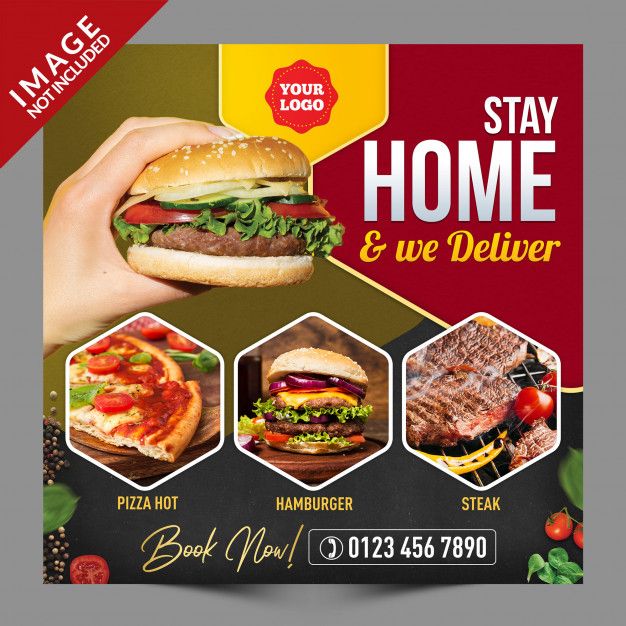 IMAGE
NOT INCLUDED
YOUR
LOGO
STAY
HOME
& we Deliver
PIZZA HOT
HAMBURGER
STEAK
Book Now!
0123 456 7890